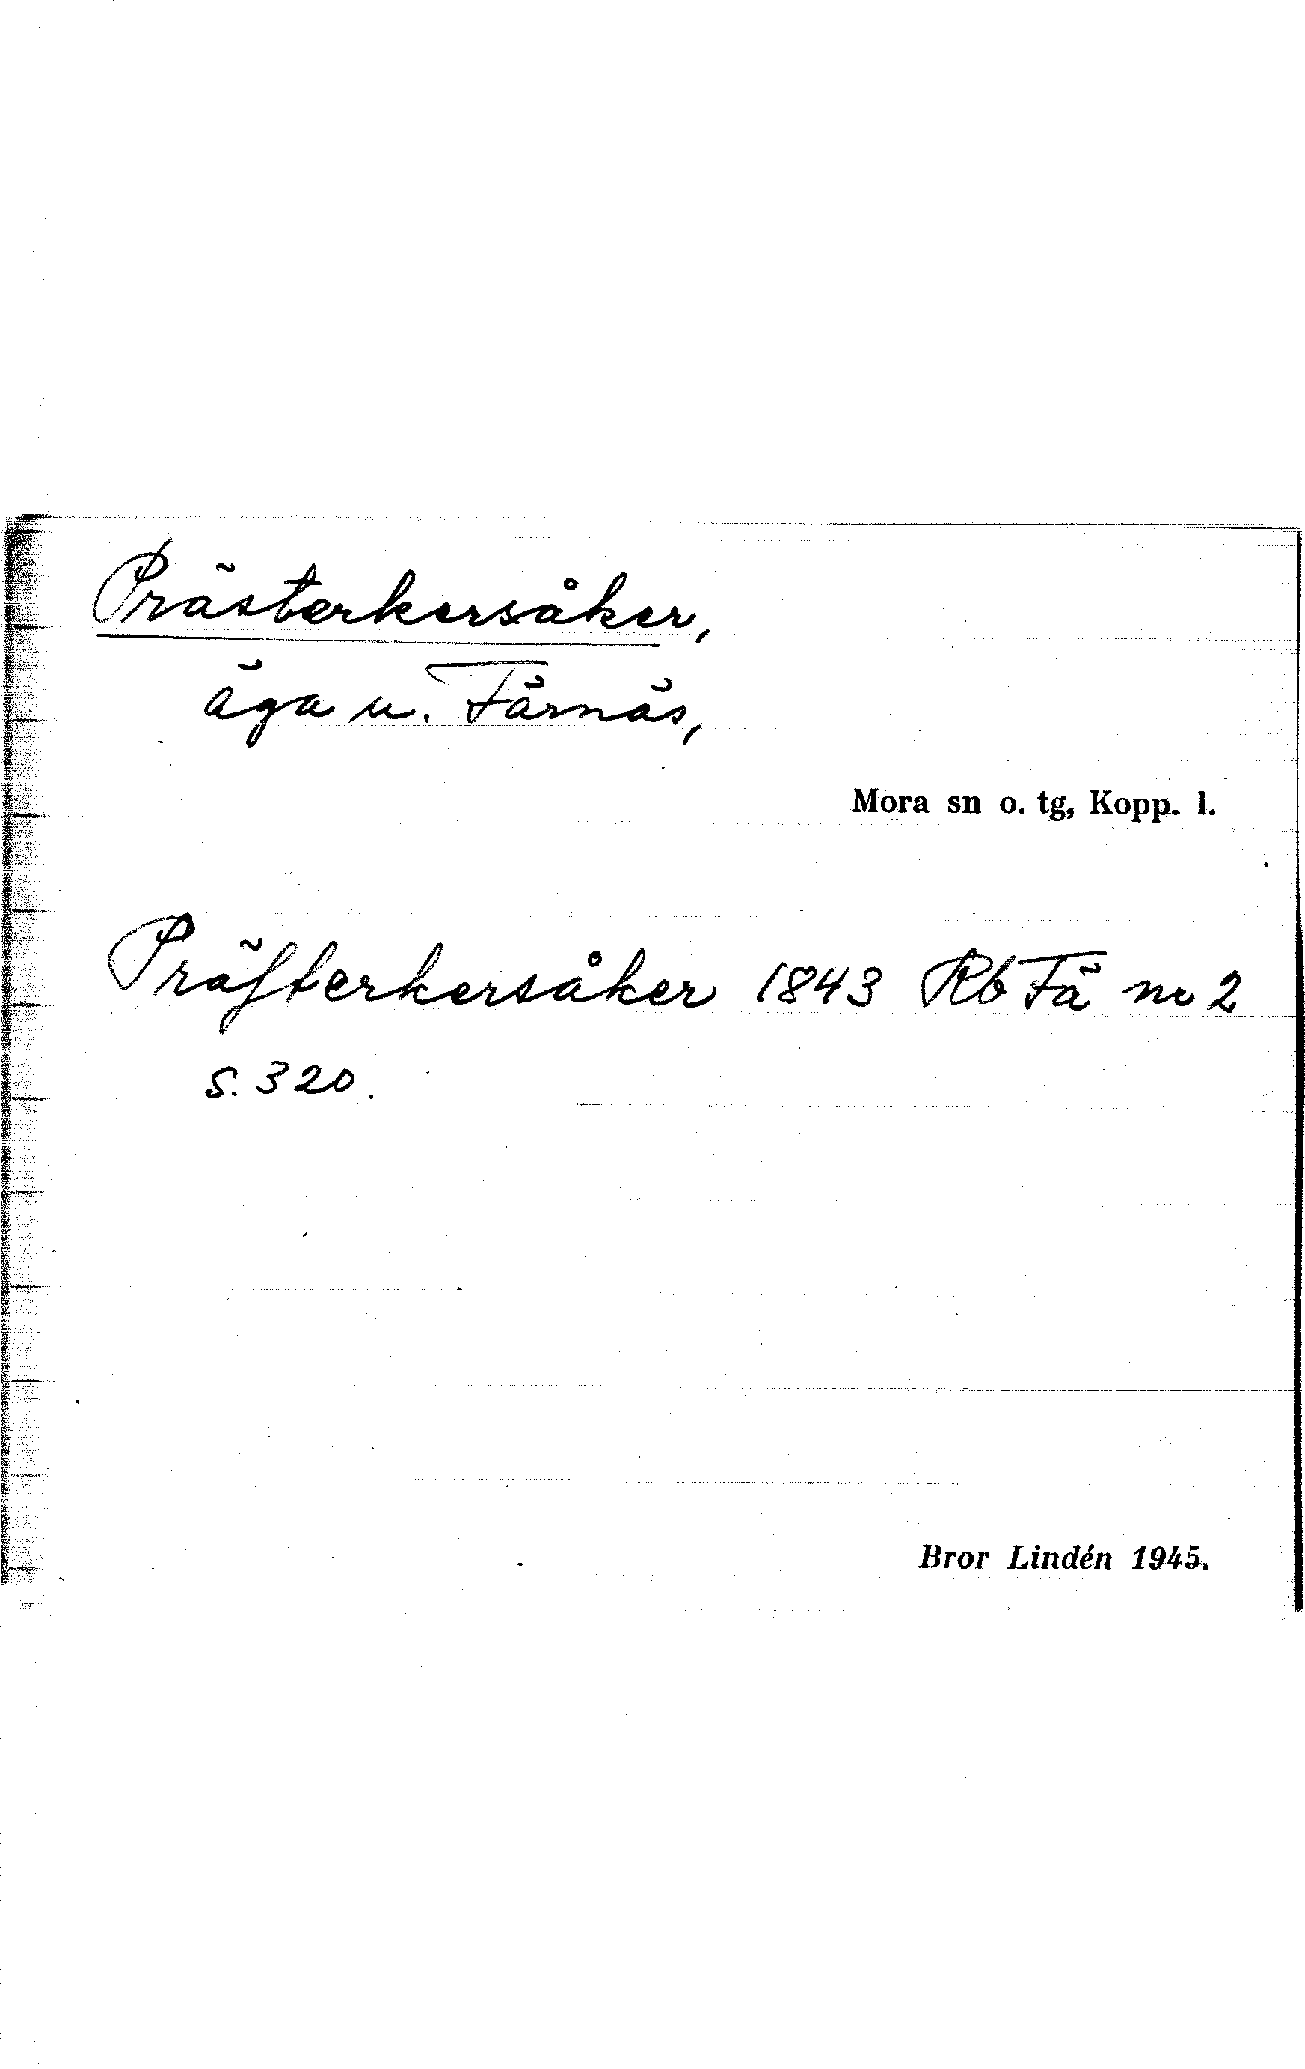 Prästerkersåker,
äga u. Färnäs,
Mora sn o. tg, Kopp. l.
Präſterkersåker 1843 Rb Fä nr 2
s. 320.
Bror Lindén 1945.